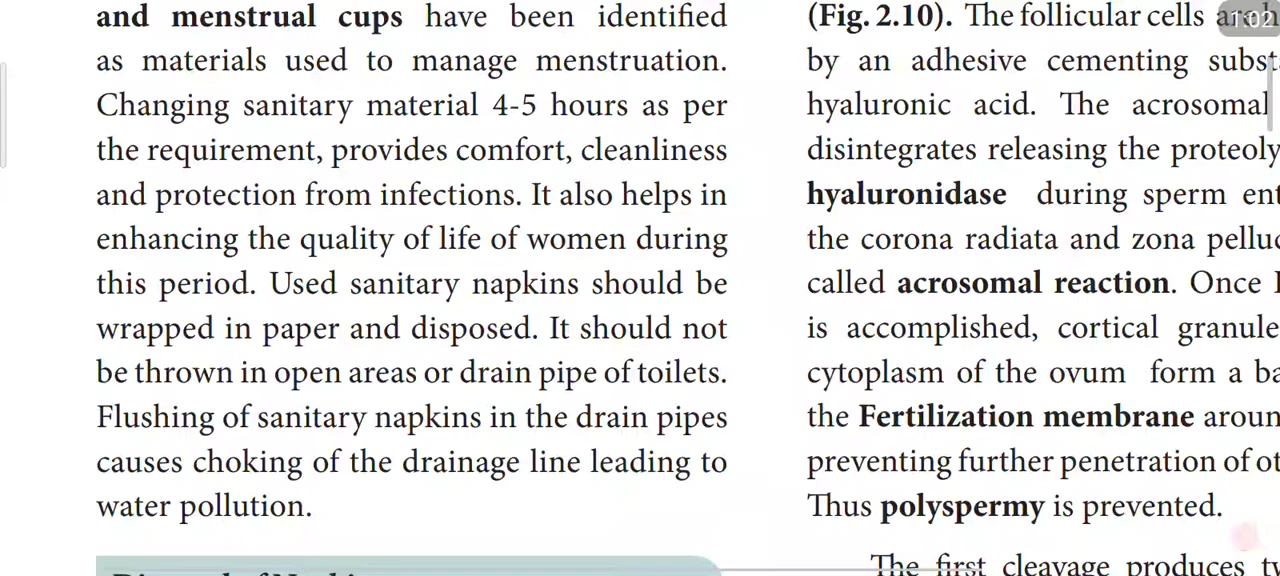 and menstrual cups have been identified
as materials used to manage menstruation.
Changing sanitary material 4-5 hours as per
the requirement, provides comfort, cleanliness
and protection from infections. It also helps in
enhancing the quality of life of women during
this period. Used sanitary napkins should be
wrapped in paper and disposed. It should not
be thrown in open areas or drain pipe of toilets.
Flushing of sanitary napkins in the drain pipes
causes choking of the drainage line leading to
water pollution.
(Fig. 2.10). The follicular cells
by an adhesive cementing
hyaluronic acid. The acrosomal
disintegrates releasing the
hyaluronidase during sperm
the corona radiata and zona
called acrosomal reaction. Once
is accomplished, cortical
cytoplasm of the ovum form a
the Fertilization membrane
preventing further penetration of
Thus polyspermy is prevented.
The first cleavage produces
1:02